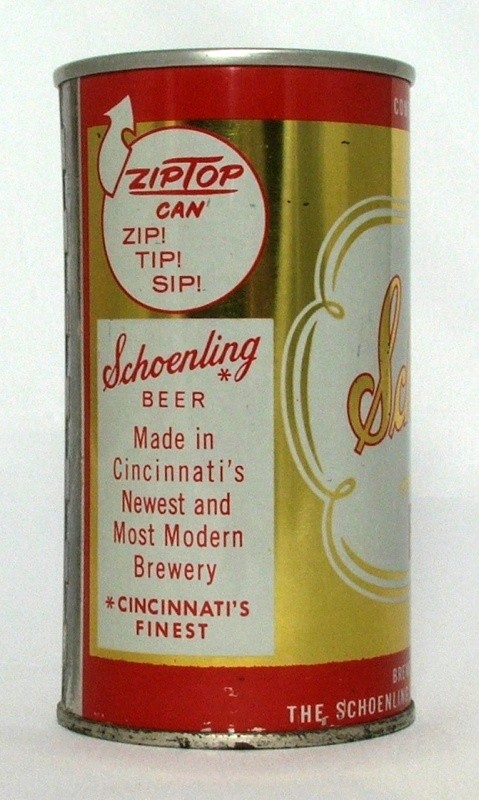 ZIPTOP
CAN
ZIP!
TIP!
SIP!
Schoenling
*
BEER
Made in
Cincinnati's
Newest and
Most Modern
Brewery
*CINCINNATI'S
FINEST
THE SCHOENLING